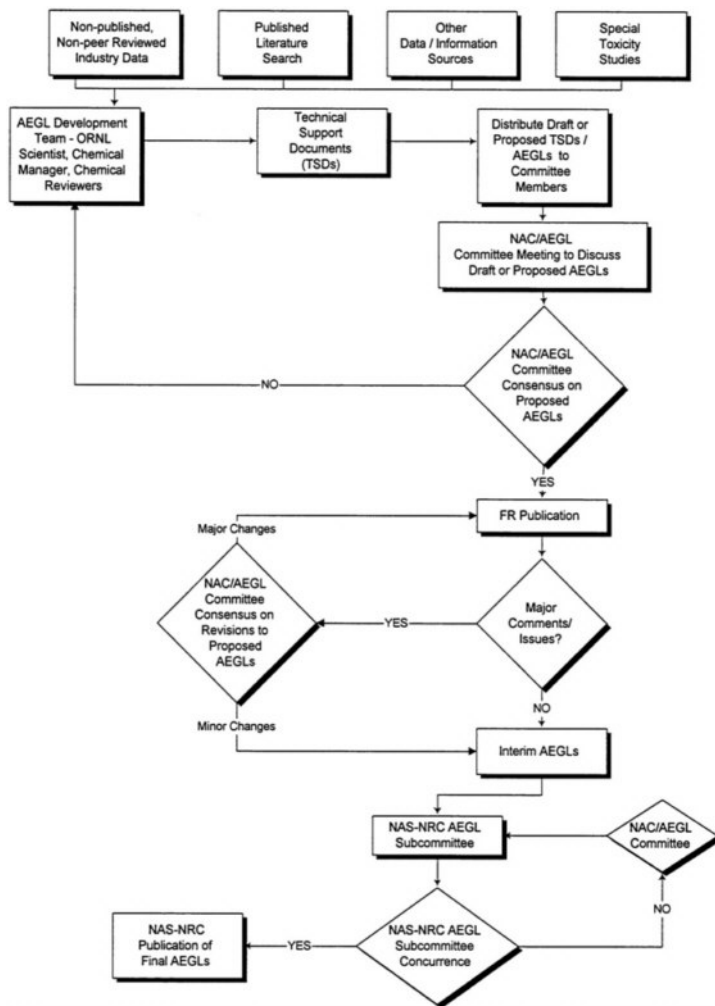 Non-published,
Non-peer Reviewed
Industry Data
Published
Literature
Search
Other
Data / Information
Sources
Special
Toxicity
Studies
AEGL Development
Team - ORNL
Scientist, Chemical
Manager, Chemical
Reviewers
Technical
Support
Documents
(TSDs)
Distribute Draft or
Proposed TSDs /
AEGLs to
Committee
Members
NAC/AEGL
Committee Meeting to Discuss
Draft or Proposed AEGLs
NAC/AEGL
Committee
Consensus on
Proposed
AEGLs
NO
YES
FR Publication
Major Changes
NAC/AEGL
Committee
Consensus on
Revisions to
Proposed
AEGLs
YES
Major
Comments/
Issues?
NO
Minor Changes
Interim AEGLs
NAS-NRC AEGL
Subcommittee
NAC/AEGL
Committee
NO
NAS-NRC AEGL
Subcommittee
Concurrence
YES
NAS-NRC
Publication of
Final AEGLs